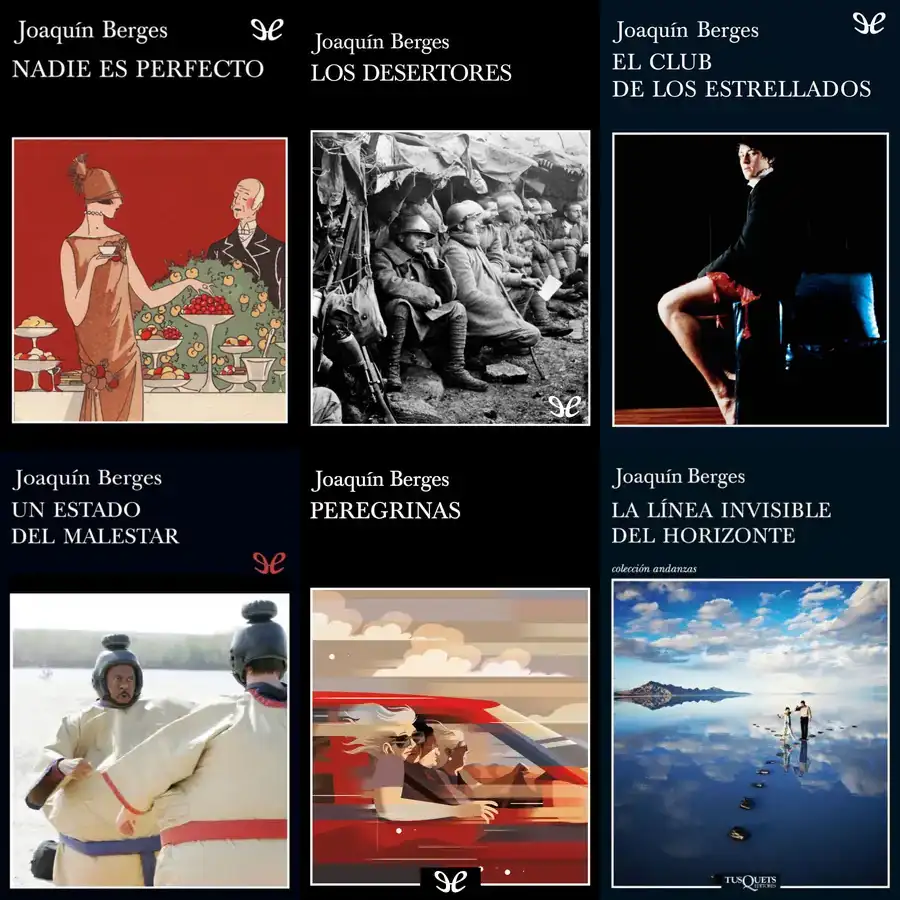 Joaquín Berges
NADIE ES PERFECTO
Joaquín Berges
LOS DESERTORES
Joaquín Berges
EL CLUB
DE LOS ESTRELLADOS
Joaquín Berges
UN ESTADO
DEL MALESTAR
Joaquín Berges
PEREGRINAS
Joaquín Berges
LA LÍNEA INVISIBLE
DEL HORIZONTE
colección andanzas
TUSQUETS
EDITORES